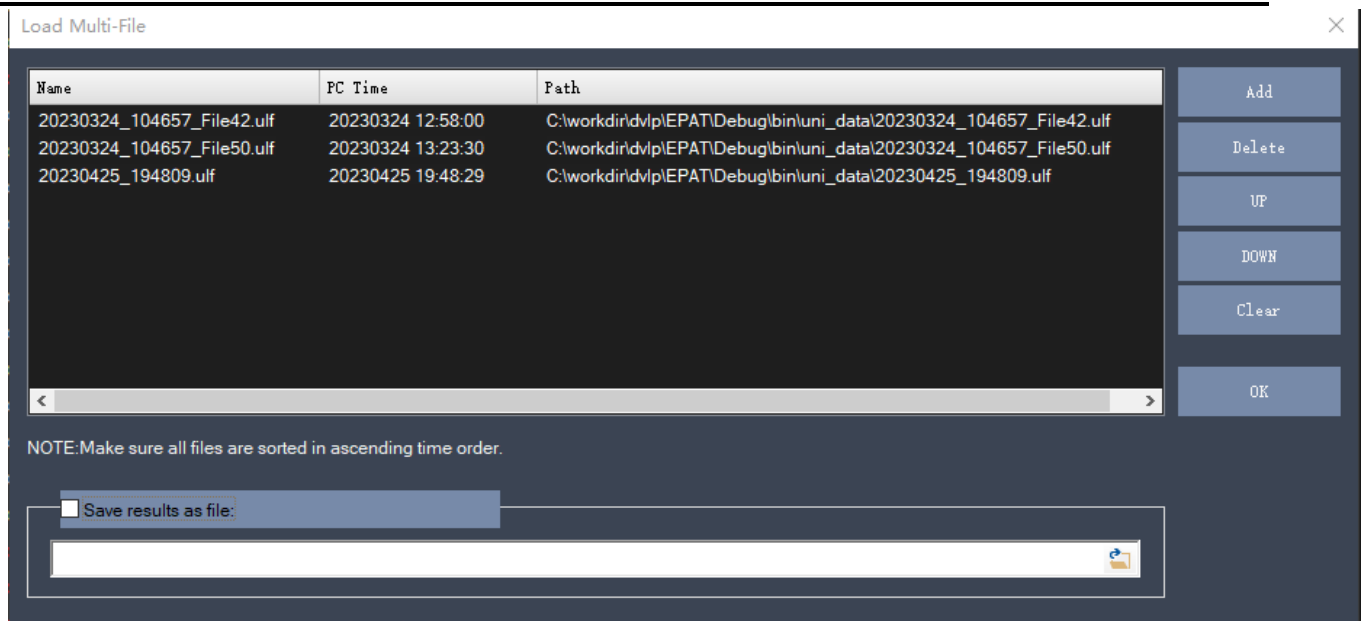 Load Multi-File
Name PC Time Path
20230324_104657_File42.ulf 20230324 12:58:00 C:\workdir\dvlp\EPAT\Debug\bin\uni_data\20230324_104657_File42.ulf
20230324_104657_File50.ulf 20230324 13:23:30 C:\workdir\dvlp\EPAT\Debug\bin\uni_data\20230324_104657_File50.ulf
20230425_194809.ulf 20230425 19:48:29 C:\workdir\dvlp\EPAT\Debug\bin\uni_data\20230425_194809.ulf
Add
Delete
UP
DOWN
Clear
OK
NOTE:Make sure all files are sorted in ascending time order.
Save results as file: